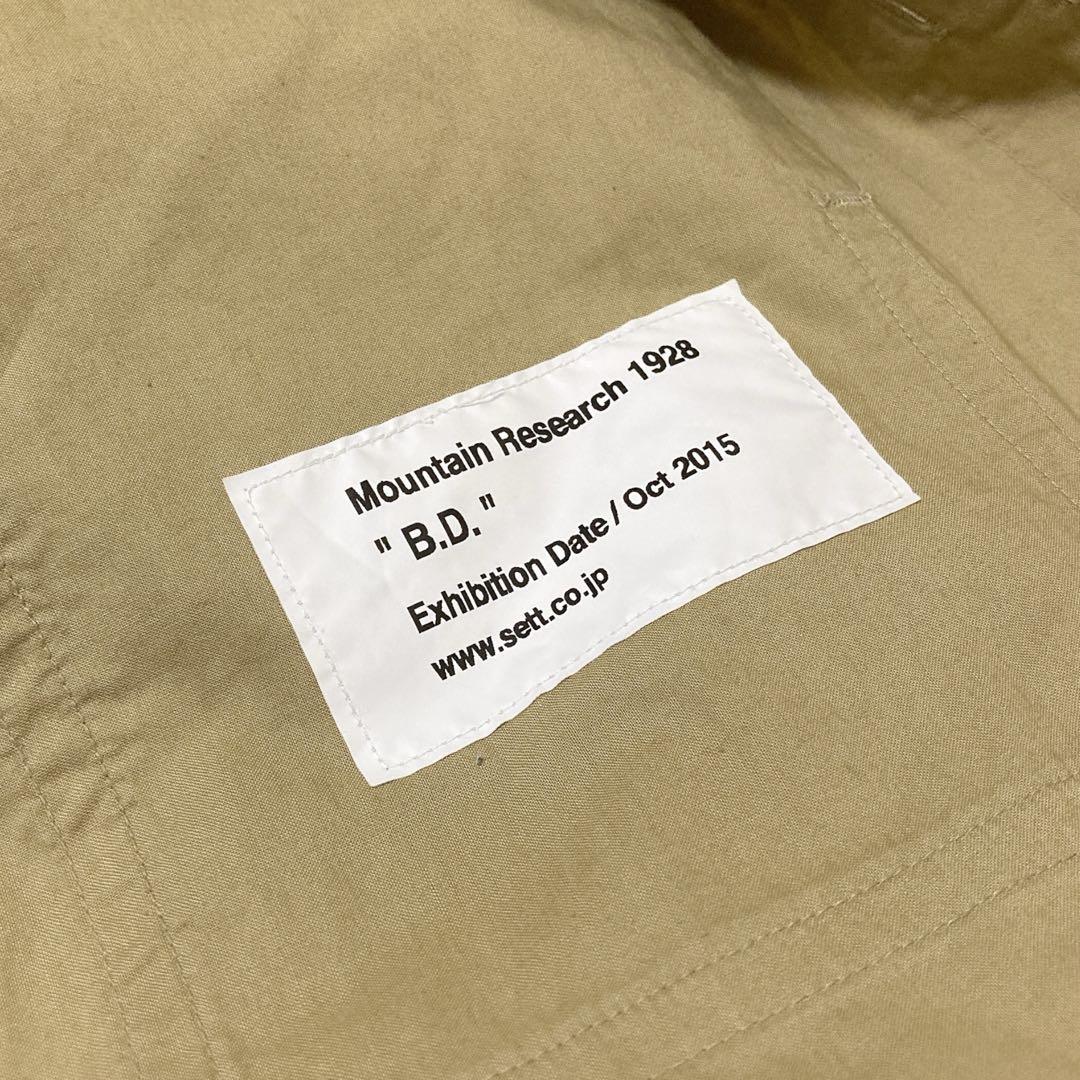 Mountain Research 1928
" B.D. "
Exhibition Date / Oct 2015
www.sett.co.jp